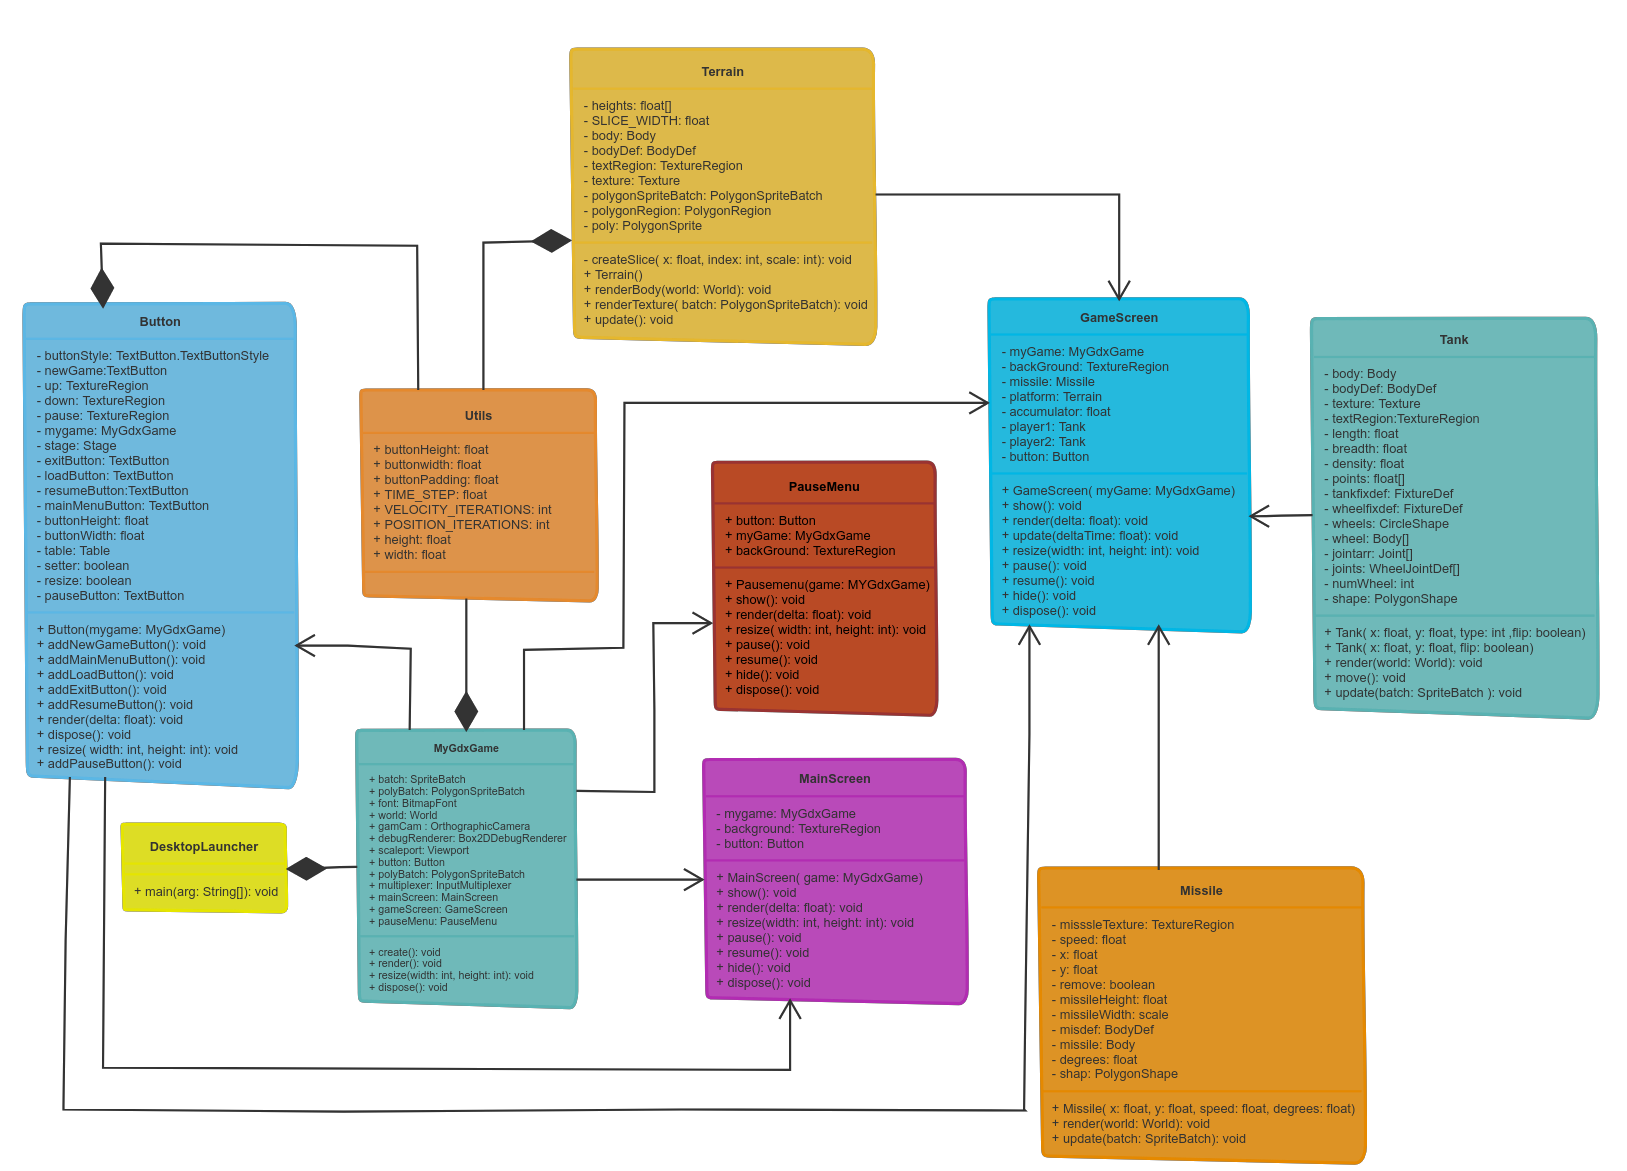 Terrain
- heights: float[]
- SLICE_WIDTH: float
- body: Body
- bodyDef: BodyDef
- textRegion: TextureRegion
- texture: Texture
- polygonSpriteBatch: PolygonSpriteBatch
- polygonRegion: PolygonRegion
- poly: PolygonSprite
- createSlice( x: float, index: int, scale: int): void
+ Terrain()
+ renderBody(world: World): void
+ renderTexture( batch: PolygonSpriteBatch): void
+ update(): void
Button
- buttonStyle: TextButton.TextButtonStyle
- newGame:TextButton
- up: TextureRegion
- down: TextureRegion
- pause: TextureRegion
- mygame: MyGdxGame
- stage: Stage
- exitButton: TextButton
- loadButton: TextButton
- resumeButton:TextButton
- mainMenuButton: TextButton
- buttonHeight: float
- buttonWidth: float
- table: Table
- setter: boolean
- resize: boolean
- pauseButton: TextButton
+ Button(mygame: MyGdxGame)
+ addNewGameButton(): void
+ addMainMenuButton(): void
+ addLoadButton(): void
+ addExitButton(): void
+ addResumeButton(): void
+ render(delta: float): void
+ dispose(): void
+ resize( width: int, height: int): void
+ addPauseButton(): void
Utils
+ buttonHeight: float
+ buttonwidth: float
+ buttonPadding: float
+ TIME_STEP: float
+ VELOCITY_ITERATIONS: int
+ POSITION_ITERATIONS: int
+ height: float
+ width: float
GameScreen
- myGame: MyGdxGame
- backGround: TextureRegion
- missile: Missile
- platform: Terrain
- accumulator: float
- player1: Tank
- player2: Tank
- button: Button
+ GameScreen( myGame: MyGdxGame)
+ show(): void
+ render(delta: float): void
+ update(deltaTime: float): void
+ resize(width: int, height: int): void
+ pause(): void
+ resume(): void
+ hide(): void
+ dispose(): void
Tank
- body: Body
- bodyDef: BodyDef
- texture: Texture
- textRegion:TextureRegion
- length: float
- breadth: float
- density: float
- points: float[]
- tankfixdef: FixtureDef
- wheelfixdef: FixtureDef
- wheels: CircleShape
- wheel: Body[]
- jointarr: Joint[]
- joints: WheelJointDef[]
- numWheel: int
- shape: PolygonShape
+ Tank( x: float, y: float, type: int ,flip: boolean)
+ Tank( x: float, y: float, flip: boolean)
+ render(world: World): void
+ move(): void
+ update(batch: SpriteBatch ): void
PauseMenu
+ button: Button
+ myGame: MyGdxGame
+ backGround: TextureRegion
+ Pausemenu(game: MYGdxGame)
+ show(): void
+ render(delta: float): void
+ resize( width: int, height: int): void
+ pause(): void
+ resume(): void
+ hide(): void
+ dispose(): void
MyGdxGame
+ batch: SpriteBatch
+ polyBatch: PolygonSpriteBatch
+ font: BitmapFont
+ world: World
+ gamCam : OrthographicCamera
+ debugRenderer: Box2DDebugRenderer
+ scaleport: Viewport
+ button: Button
+ polyBatch: PolygonSpriteBatch
+ multiplexer: InputMultiplexer
+ mainScreen: MainScreen
+ gameScreen: GameScreen
+ pauseMenu: PauseMenu
+ create(): void
+ render(): void
+ resize(width: int, height: int): void
+ dispose(): void
MainScreen
- mygame: MyGdxGame
- background: TextureRegion
- button: Button
+ MainScreen( game: MyGdxGame)
+ show(): void
+ render(delta: float): void
+ resize(width: int, height: int): void
+ pause(): void
+ resume(): void
+ hide(): void
+ dispose(): void
DesktopLauncher
+ main(arg: String[]): void
Missile
- misssleTexture: TextureRegion
- speed: float
- x: float
- y: float
- remove: boolean
- missileHeight: float
- missileWidth: scale
- misdef: BodyDef
- missile: Body
- degrees: float
- shap: PolygonShape
+ Missile( x: float, y: float, speed: float, degrees: float)
+ render(world: World): void
+ update(batch: SpriteBatch): void